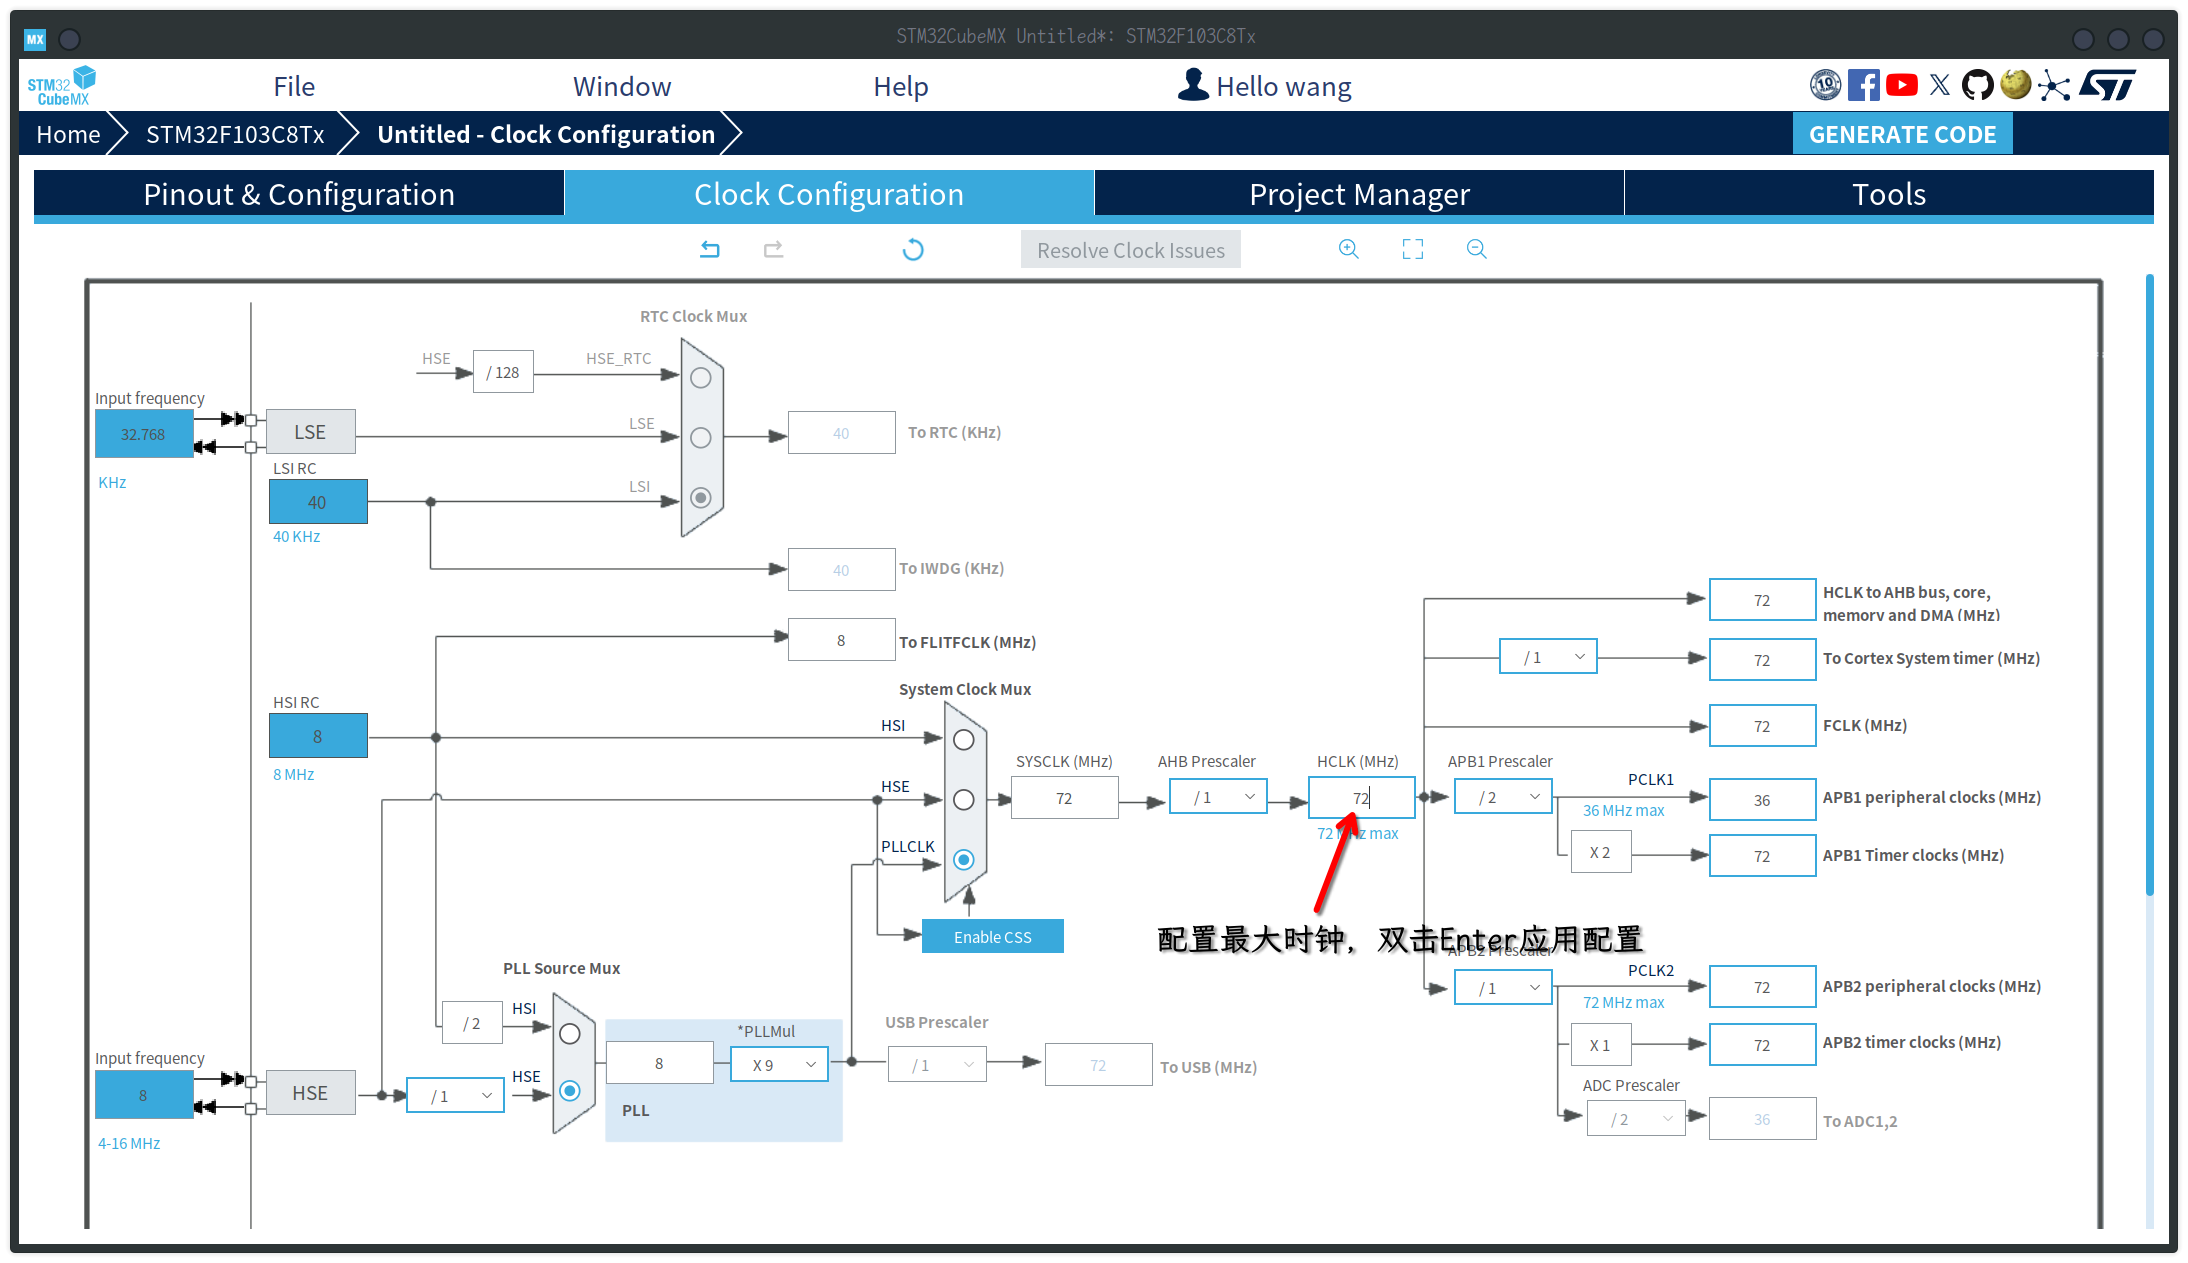 MX
STM32CubeMX Untitled*: STM32F103C8Tx
STM32 CubeMX
File
Window
Help
Hello wang
10
Home
STM32F103C8Tx
Untitled - Clock Configuration
GENERATE CODE
Pinout & Configuration
Clock Configuration
Project Manager
Tools
Resolve Clock Issues
RTC Clock Mux
HSE
/ 128
HSE_RTC
Input frequency
32.768
KHz
LSE
LSE
40
To RTC (KHz)
LSI RC
40
40 KHz
LSI
40
To IWDG (KHz)
8
To FLITFCLK (MHz)
72
HCLK to AHB bus, core,
memory and DMA (MHz)
/ 1
72
To Cortex System timer (MHz)
System Clock Mux
HSI RC
8
8 MHz
HSI
72
FCLK (MHz)
HSE
SYSCLK (MHz)
72
AHB Prescaler
/ 1
HCLK (MHz)
72
72 MHz max
APB1 Prescaler
/ 2
PCLK1
36 MHz max
36
APB1 peripheral clocks (MHz)
PLLCLK
X 2
72
APB1 Timer clocks (MHz)
Enable CSS
配置最大时钟，双击Enter应用配置
APB2 Prescaler
/ 1
PCLK2
72 MHz max
72
APB2 peripheral clocks (MHz)
PLL Source Mux
/ 2
HSI
*PLLMul
8
X 9
PLL
USB Prescaler
/ 1
72
To USB (MHz)
X 1
72
APB2 timer clocks (MHz)
Input frequency
8
4-16 MHz
HSE
/ 1
HSE
ADC Prescaler
/ 2
36
To ADC1,2